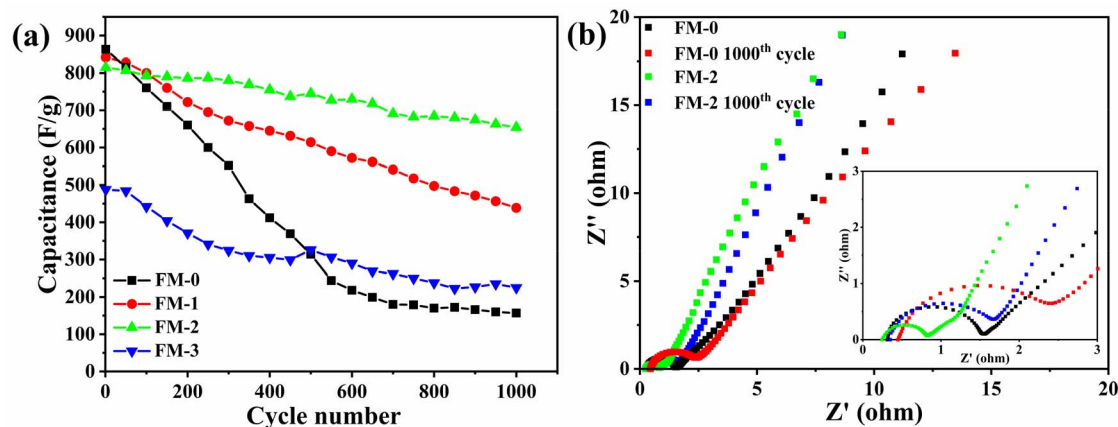 (a)
900
800
700
600
500
400
300
200
100
0
Capacitance (F/g)
FM-0
FM-1
FM-2
FM-3
0 200 400 600 800 1000
Cycle number
(b)
20
15
10
5
0
Z'' (ohm)
FM-0
FM-0 1000th cycle
FM-2
FM-2 1000th cycle
3
2
1
0
Z'' (ohm)
0 1 2 3
Z' (ohm)
0 5 10 15 20
Z' (ohm)